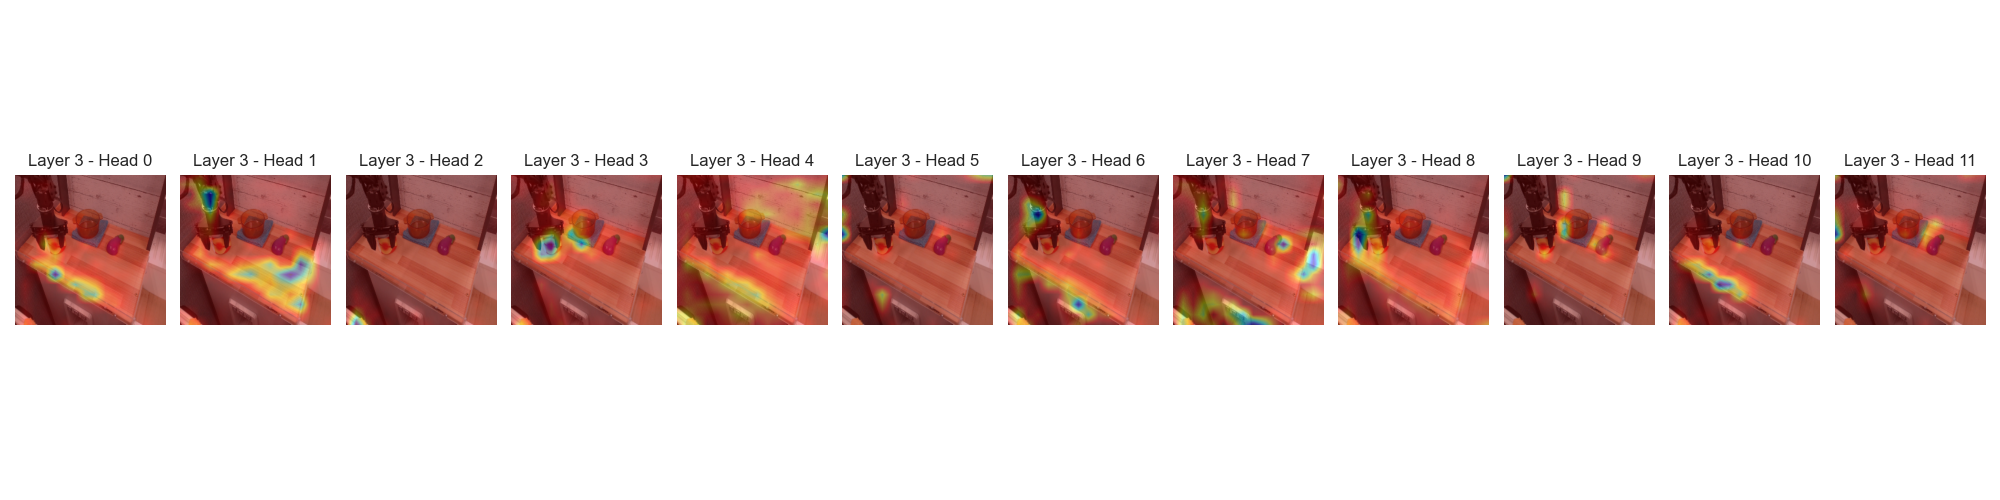 Layer 3 - Head 0
Layer 3 - Head 1
Layer 3 - Head 2
Layer 3 - Head 3
Layer 3 - Head 4
Layer 3 - Head 5
Layer 3 - Head 6
Layer 3 - Head 7
Layer 3 - Head 8
Layer 3 - Head 9
Layer 3 - Head 10
Layer 3 - Head 11